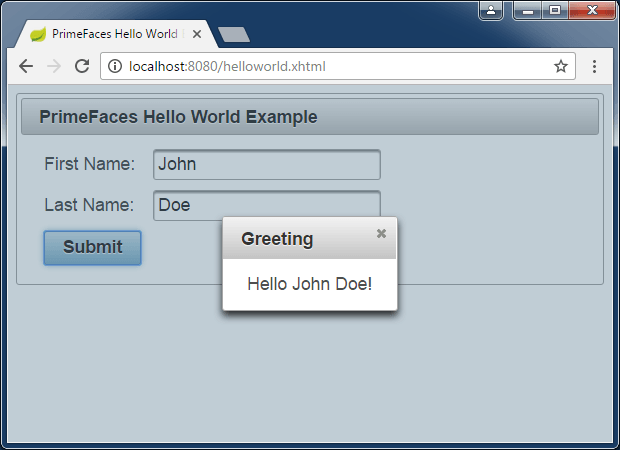 PrimeFaces Hello World
localhost:8080/helloworld.xhtml
PrimeFaces Hello World Example
First Name: John
Last Name: Doe
Submit
Greeting
Hello John Doe!